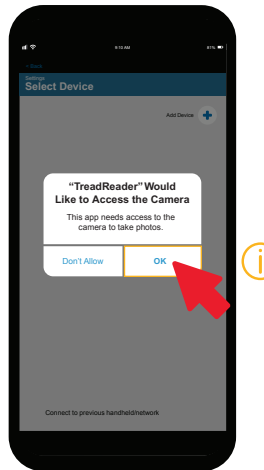 8:10 AM 81%
< Back
Settings
Select Device
Add Device
“TreadReader” Would
Like to Access the Camera
This app needs access to the
camera to take photos.
Don’t Allow OK
i
Connect to previous handheld/network